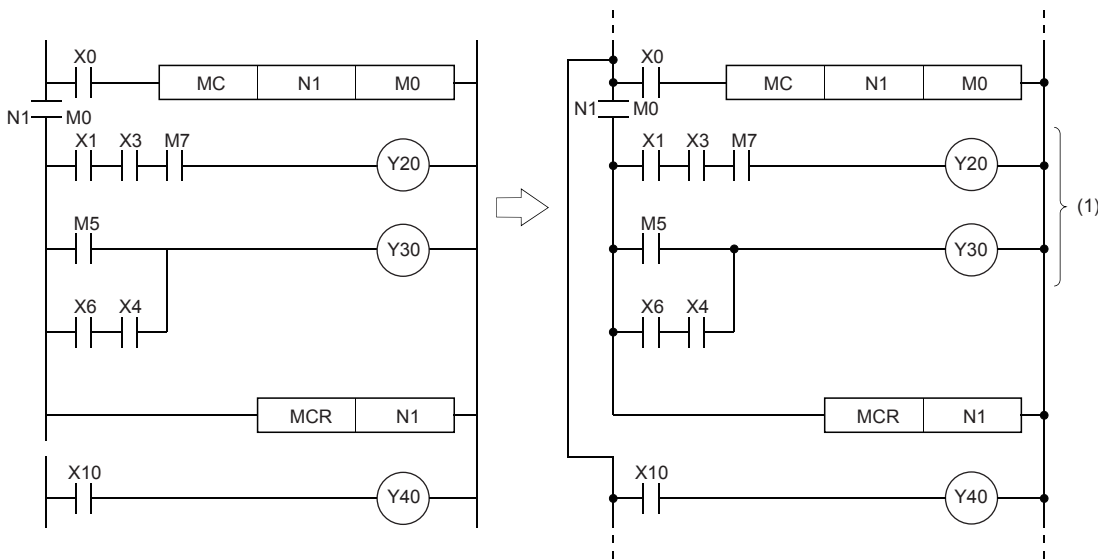 X0
MC N1 M0
N1 M0
X1 X3 M7
Y20
M5
Y30
X6 X4
MCR N1
X10
Y40
X0
MC N1 M0
N1 M0
X1 X3 M7
Y20
(1)
M5
Y30
X6 X4
MCR N1
X10
Y40